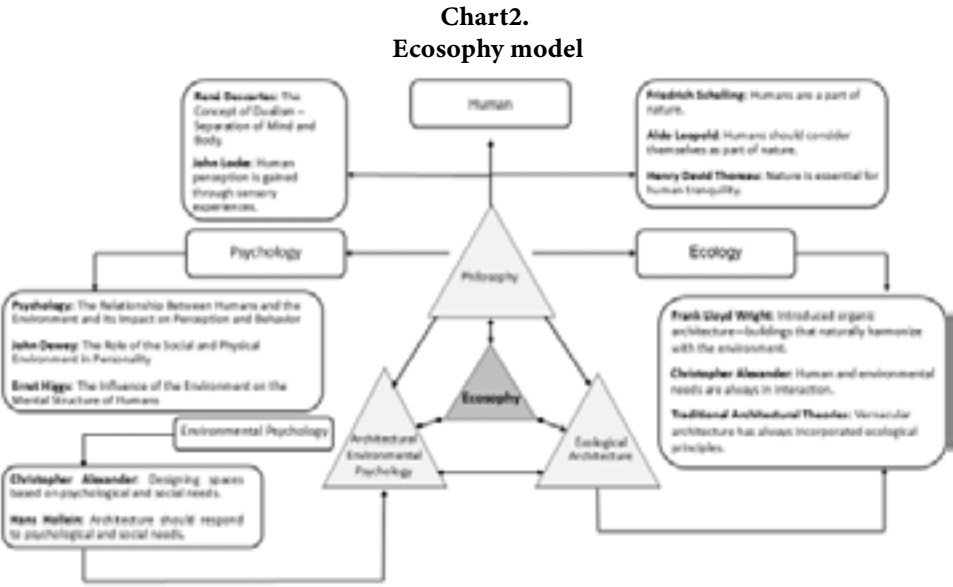 Chart2.
Ecosophy model
Human
René Descartes: The
Concept of Dualism –
Separation of Mind and
Body.
John Locke: Human
perception is gained
through sensory
experiences.
Friedrich Schelling: Humans are a part of
nature.
Aldo Leopold: Humans should consider
themselves as part of nature.
Henry David Thoreau: Nature is essential for
human tranquility.
Psychology
Ecology
Philosophy
Psychology: The Relationship Between Humans and the
Environment and Its Impact on Perception and Behavior
John Dewey: The Role of the Social and Physical
Environment in Personality
Ernst Higgs: The Influence of the Environment on the
Mental Structure of Humans
Frank Lloyd Wright: Introduced organic
architecture—buildings that naturally harmonize
with the environment.
Christopher Alexander: Human and environmental
needs are always in interaction.
Traditional Architectural Theories: Vernacular
architecture has always incorporated ecological
principles.
Ecosophy
Environmental Psychology
Architectural
Environmental
Psychology
Ecological
Architecture
Christopher Alexander: Designing spaces
based on psychological and social needs.
Hans Hollein: Architecture should respond
to psychological and social needs.